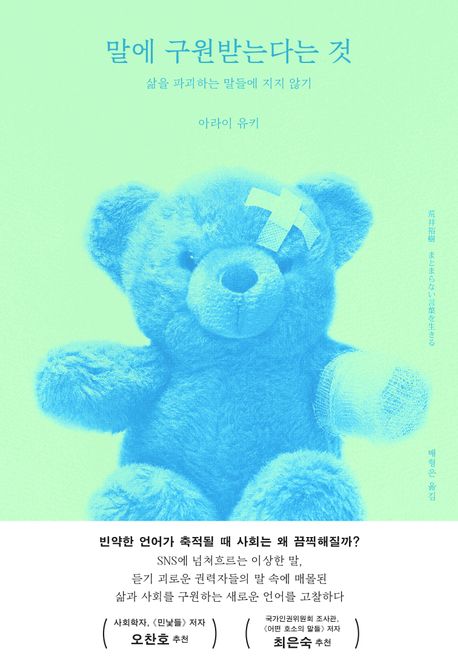 말에 구원받는다는 것
삶을 파괴하는 말들에 지지 않기
아라이 유키
荒井裕樹 まとまらない言葉を生きる
배형은 옮김
빈약한 언어가 축적될 때 사회는 왜 끔찍해질까?
SNS에 넘쳐흐르는 이상한 말,
듣기 괴로운 권력자들의 말 속에 매몰된
삶과 사회를 구원하는 새로운 언어를 고찰하다
사회학자, 《민낯들》 저자
오찬호 추천
국가인권위원회 조사관,
《어떤 호소의 말들》 저자
최은숙 추천